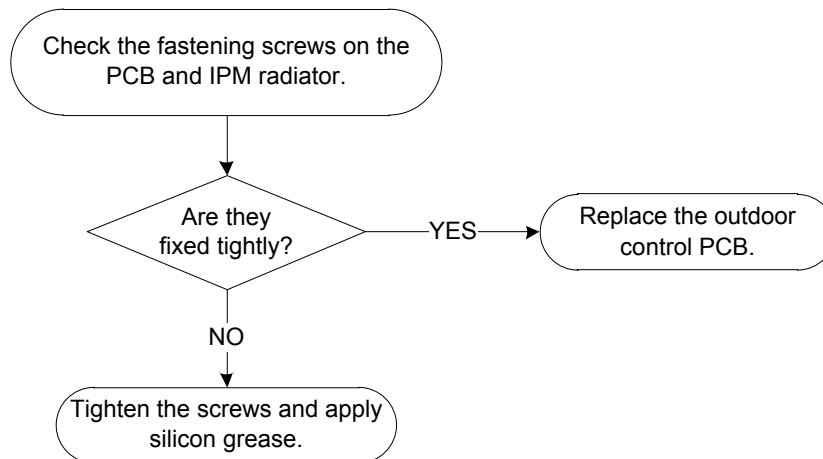 Check the fastening screws on the
PCB and IPM radiator.
Are they
fixed tightly?
YES
Replace the outdoor
control PCB.
NO
Tighten the screws and apply
silicon grease.